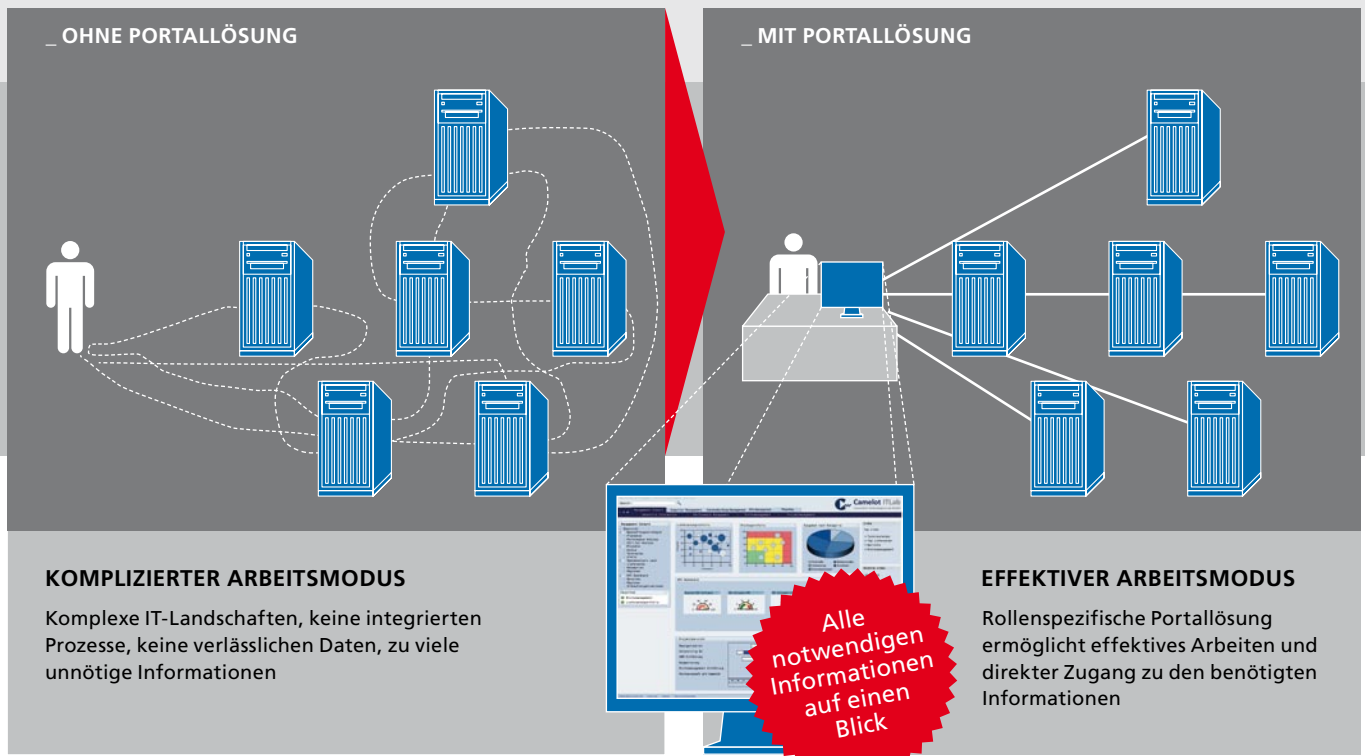 _ OHNE PORTALLÖSUNG
_ MIT PORTALLÖSUNG
Camelot ITLab
KOMPLIZIERTER ARBEITSMODUS
Komplexe IT-Landschaften, keine integrierten
Prozesse, keine verlässlichen Daten, zu viele
unnötige Informationen
Alle
notwendigen
Informationen
auf einen
Blick
EFFEKTIVER ARBEITSMODUS
Rollenspezifische Portallösung
ermöglicht effektives Arbeiten und
direkter Zugang zu den benötigten
Informationen